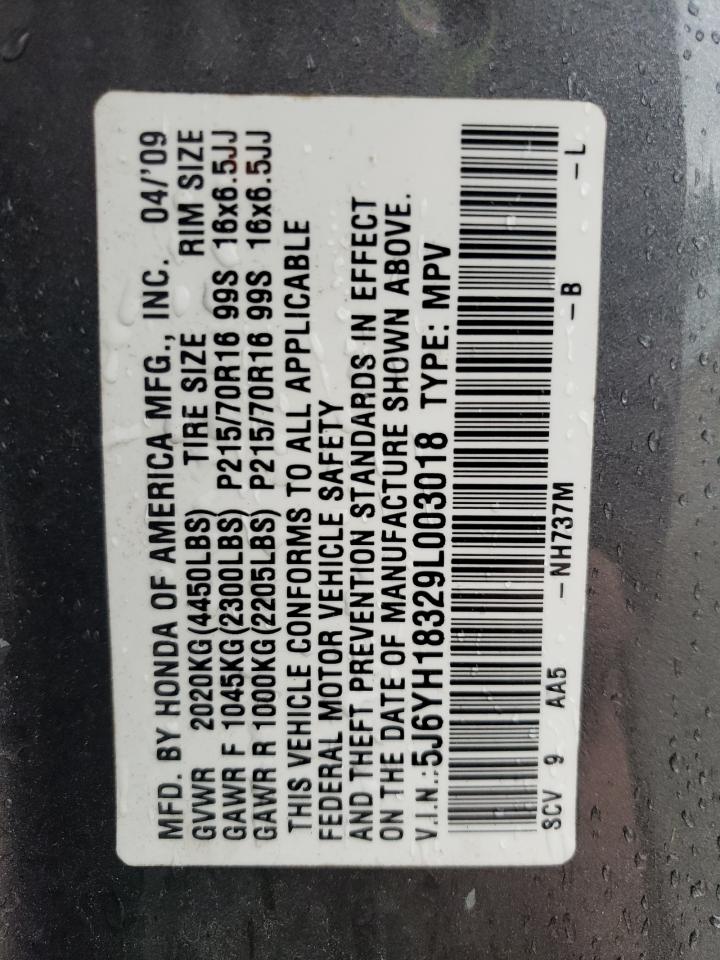 MFD. BY HONDA OF AMERICA MFG., INC. 04/'09
GVWR 2020KG (4450LBS) TIRE SIZE RIM SIZE
GAWR F 1045KG (2300LBS) P215/70R16 99S 16x6.5JJ
GAWR R 1000KG (2205LBS) P215/70R16 99S 16x6.5JJ
THIS VEHICLE CONFORMS TO ALL APPLICABLE
FEDERAL MOTOR VEHICLE SAFETY
AND THEFT PREVENTION STANDARDS IN EFFECT
ON THE DATE OF MANUFACTURE SHOWN ABOVE.
V.I.N.:5J6YH18329L003018 TYPE: MPV
SCV 9 AA5 -NH737M -B -L